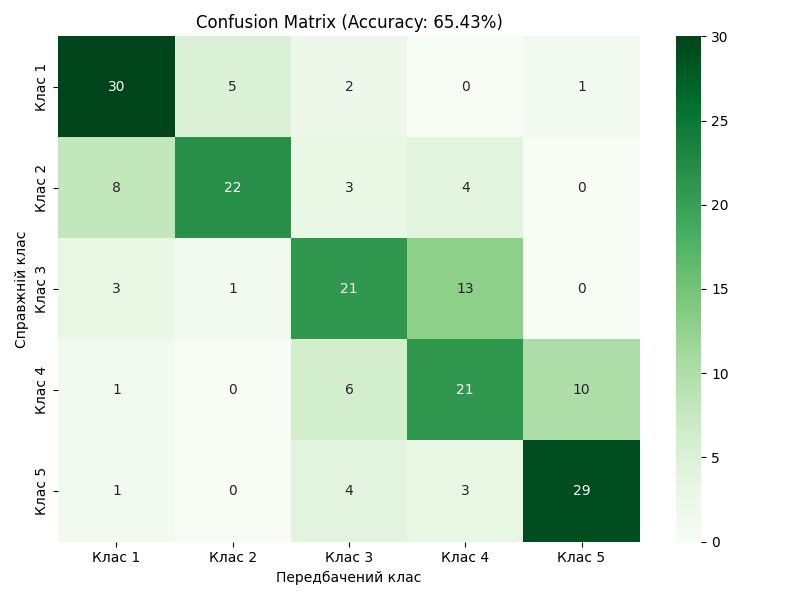 Confusion Matrix (Accuracy: 65.43%)
Справжній клас
Клас 1
30 5 2 0 1
Клас 2
8 22 3 4 0
Клас 3
3 1 21 13 0
Клас 4
1 0 6 21 10
Клас 5
1 0 4 3 29
Клас 1 Клас 2 Клас 3 Клас 4 Клас 5
Передбачений клас
30
25
20
15
10
5
0